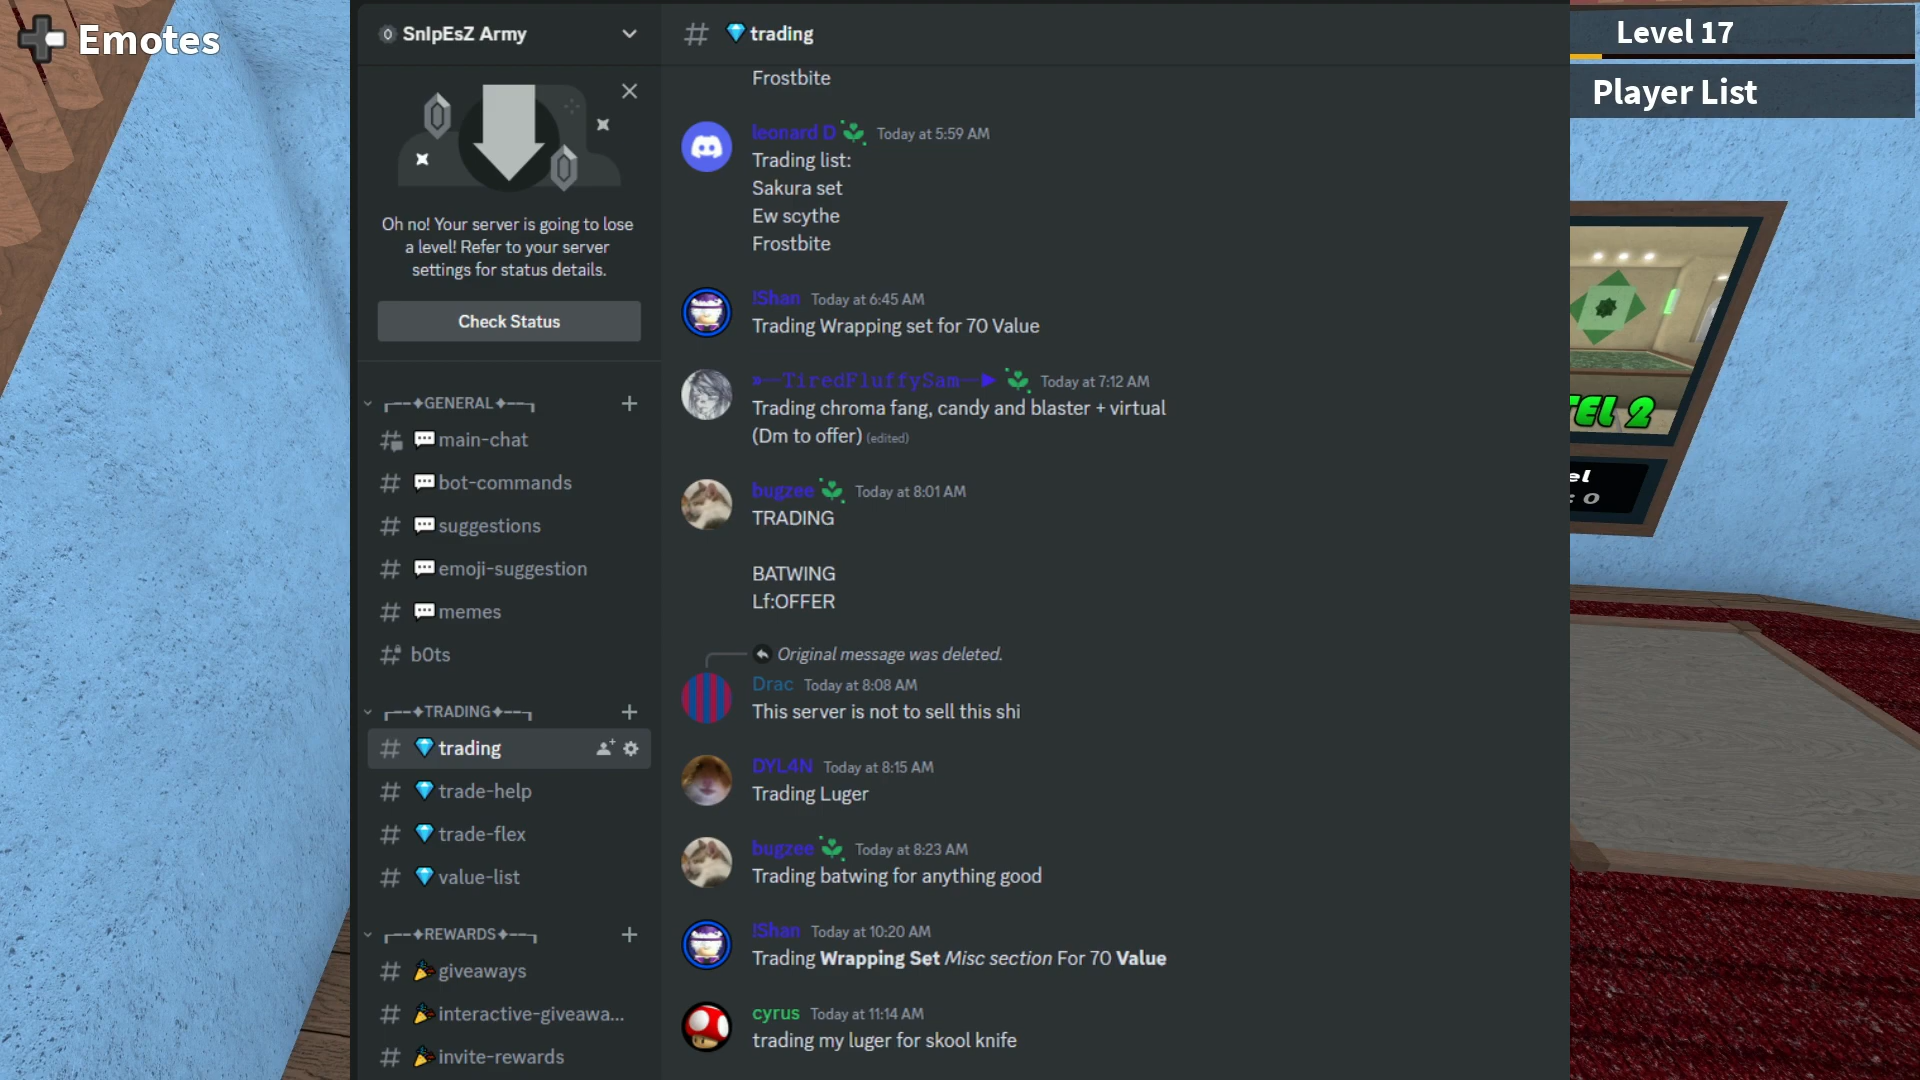 Emotes
SnIpEsZ Army
Oh no! Your server is going to lose
a level! Refer to your server
settings for status details.
Check Status
┌──✦GENERAL✦──┐
💬main-chat
💬bot-commands
💬suggestions
💬emoji-suggestion
💬memes
b0ts
┌──✦TRADING✦──┐
💎trading
💎trade-help
💎trade-flex
💎value-list
┌──✦REWARDS✦──┐
🎉giveaways
🎉interactive-giveawa...
🎉invite-rewards
# 💎trading
Frostbite
leonard D Today at 5:59 AM
Trading list:
Sakura set
Ew scythe
Frostbite
!Shan Today at 6:45 AM
Trading Wrapping set for 70 Value
»—TiredFluffySam—► Today at 7:12 AM
Trading chroma fang, candy and blaster + virtual
(Dm to offer) (edited)
bugzee Today at 8:01 AM
TRADING
BATWING
Lf:OFFER
Original message was deleted.
Drac Today at 8:08 AM
This server is not to sell this shi
DYL4N Today at 8:15 AM
Trading Luger
bugzee Today at 8:23 AM
Trading batwing for anything good
!Shan Today at 10:20 AM
Trading Wrapping Set Misc section For 70 Value
cyrus Today at 11:14 AM
trading my luger for skool knife
Level 17
Player List
TEL 2
el
: 0